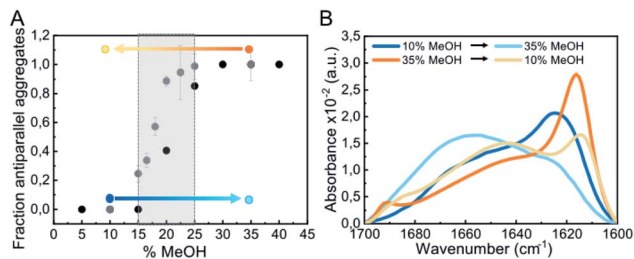 A
Fraction antiparallel aggregates
1,2
1,0
0,8
0,6
0,4
0,2
0,0
0 5 10 15 20 25 30 35 40 45
% MeOH
B
10% MeOH → 35% MeOH
35% MeOH → 10% MeOH
Absorbance x10⁻² (a.u.)
3,5
3,0
2,5
2,0
1,5
1,0
0,5
0,0
1700 1680 1660 1640 1620 1600
Wavenumber (cm⁻¹)